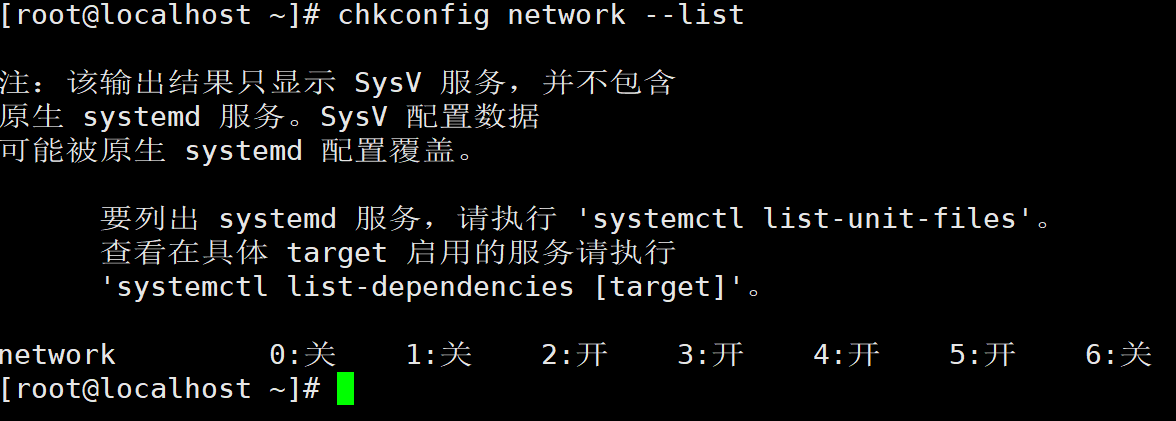 [root@localhost ~]# chkconfig network --list
注：该输出结果只显示 SysV 服务，并不包含
原生 systemd 服务。SysV 配置数据
可能被原生 systemd 配置覆盖。
要列出 systemd 服务，请执行 'systemctl list-unit-files'。
查看在具体 target 启用的服务请执行
'systemctl list-dependencies [target]'。
network 0:关 1:关 2:开 3:开 4:开 5:开 6:关
[root@localhost ~]#